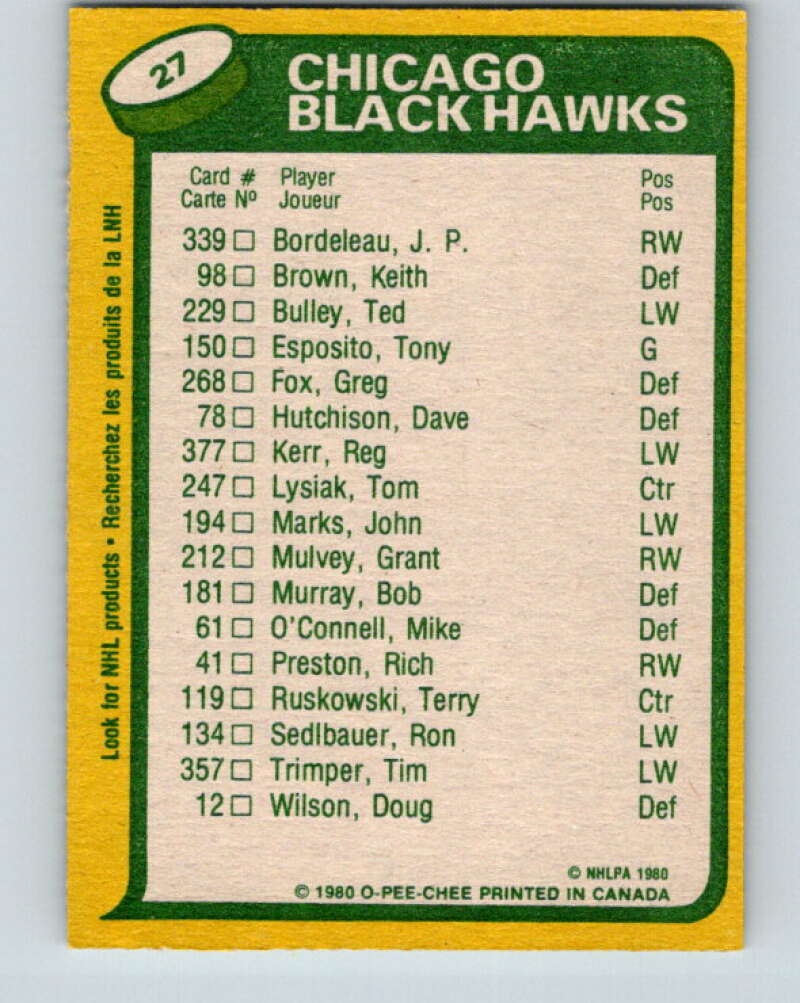 27
CHICAGO
BLACK HAWKS
Card # Player Pos
Carte Nº Joueur Pos
339 □ Bordeleau, J. P. RW
98 □ Brown, Keith Def
229 □ Bulley, Ted LW
150 □ Esposito, Tony G
268 □ Fox, Greg Def
78 □ Hutchison, Dave Def
377 □ Kerr, Reg LW
247 □ Lysiak, Tom Ctr
194 □ Marks, John LW
212 □ Mulvey, Grant RW
181 □ Murray, Bob Def
61 □ O'Connell, Mike Def
41 □ Preston, Rich RW
119 □ Ruskowski, Terry Ctr
134 □ Sedlbauer, Ron LW
357 □ Trimper, Tim LW
12 □ Wilson, Doug Def
© NHLPA 1980
© 1980 O-PEE-CHEE PRINTED IN CANADA
Look for NHL products • Recherchez les produits de la LNH